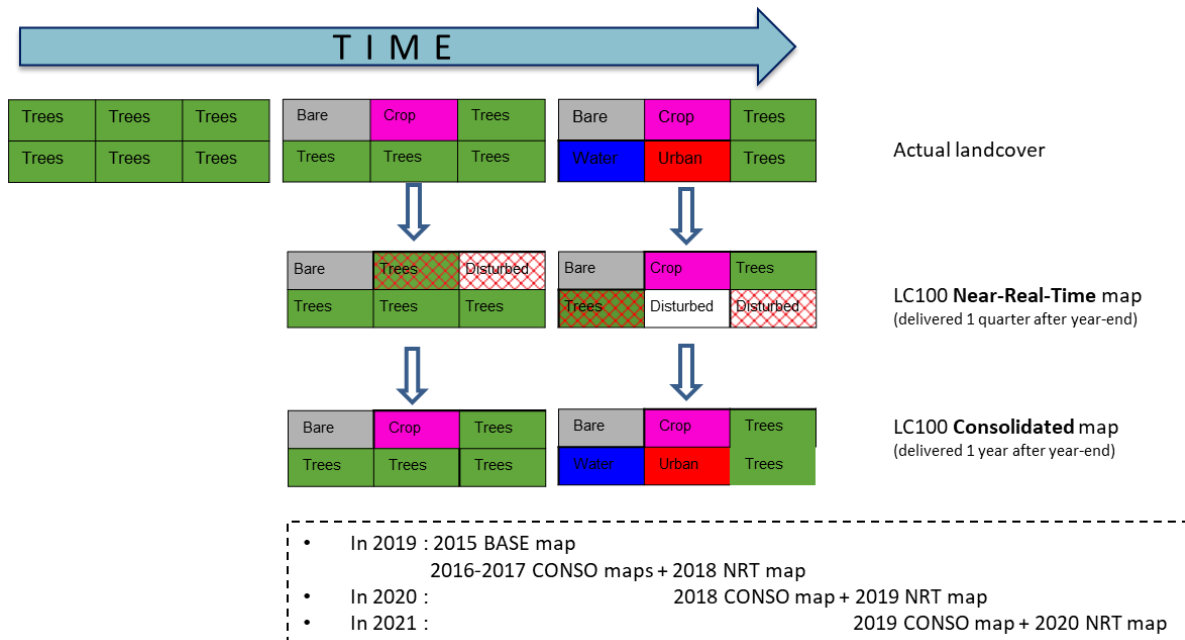 TIME
Trees Trees Trees Bare Crop Trees Bare Crop Trees
Trees Trees Trees Trees Trees Trees Water Urban Trees
Actual landcover
Bare Trees Disturbed Bare Crop Trees
Trees Trees Trees Trees Disturbed Disturbed
LC100 Near-Real-Time map
(delivered 1 quarter after year-end)
Bare Crop Trees Bare Crop Trees
Trees Trees Trees Water Urban Trees
LC100 Consolidated map
(delivered 1 year after year-end)
• In 2019 : 2015 BASE map
2016-2017 CONSO maps + 2018 NRT map
• In 2020 : 2018 CONSO map + 2019 NRT map
• In 2021 : 2019 CONSO map + 2020 NRT map